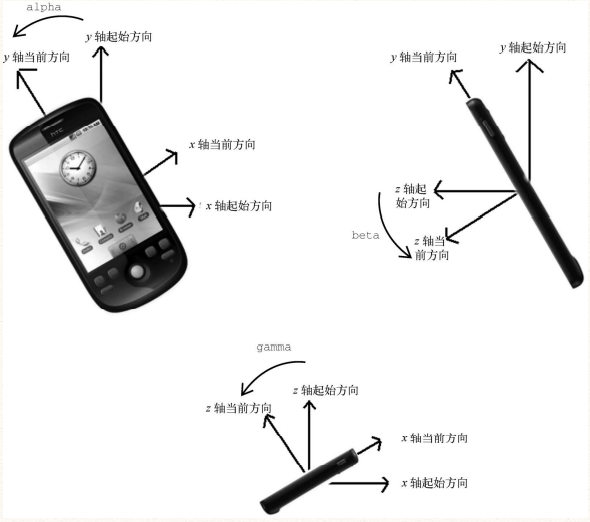 alpha
y 轴起始方向
y 轴当前方向
x 轴当前方向
x 轴起始方向
hTC
y 轴起始方向
y 轴当前方向
z 轴起
始方向
beta
z 轴当
前方向
gamma
z 轴起始方向
z 轴当前方向
x 轴当前方向
x 轴起始方向